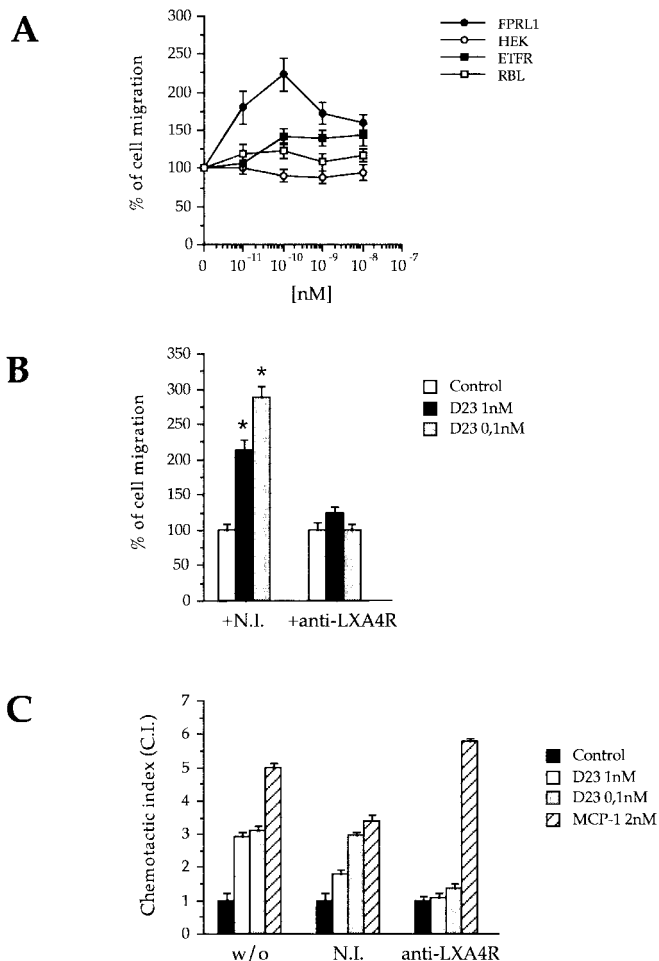 A
% of cell migration
300
250
200
150
100
50
0
0 10-11 10-10 10-9 10-8 10-7
[nM]
FPRL1
HEK
ETFR
RBL
B
% of cell migration
350
300
250
200
150
100
50
0
* *
+N.I. +anti-LXA4R
Control
D23 1nM
D23 0,1nM
C
Chemotactic index (C.I.)
7
6
5
4
3
2
1
0
w/o N.I. anti-LXA4R
Control
D23 1nM
D23 0,1nM
MCP-1 2nM